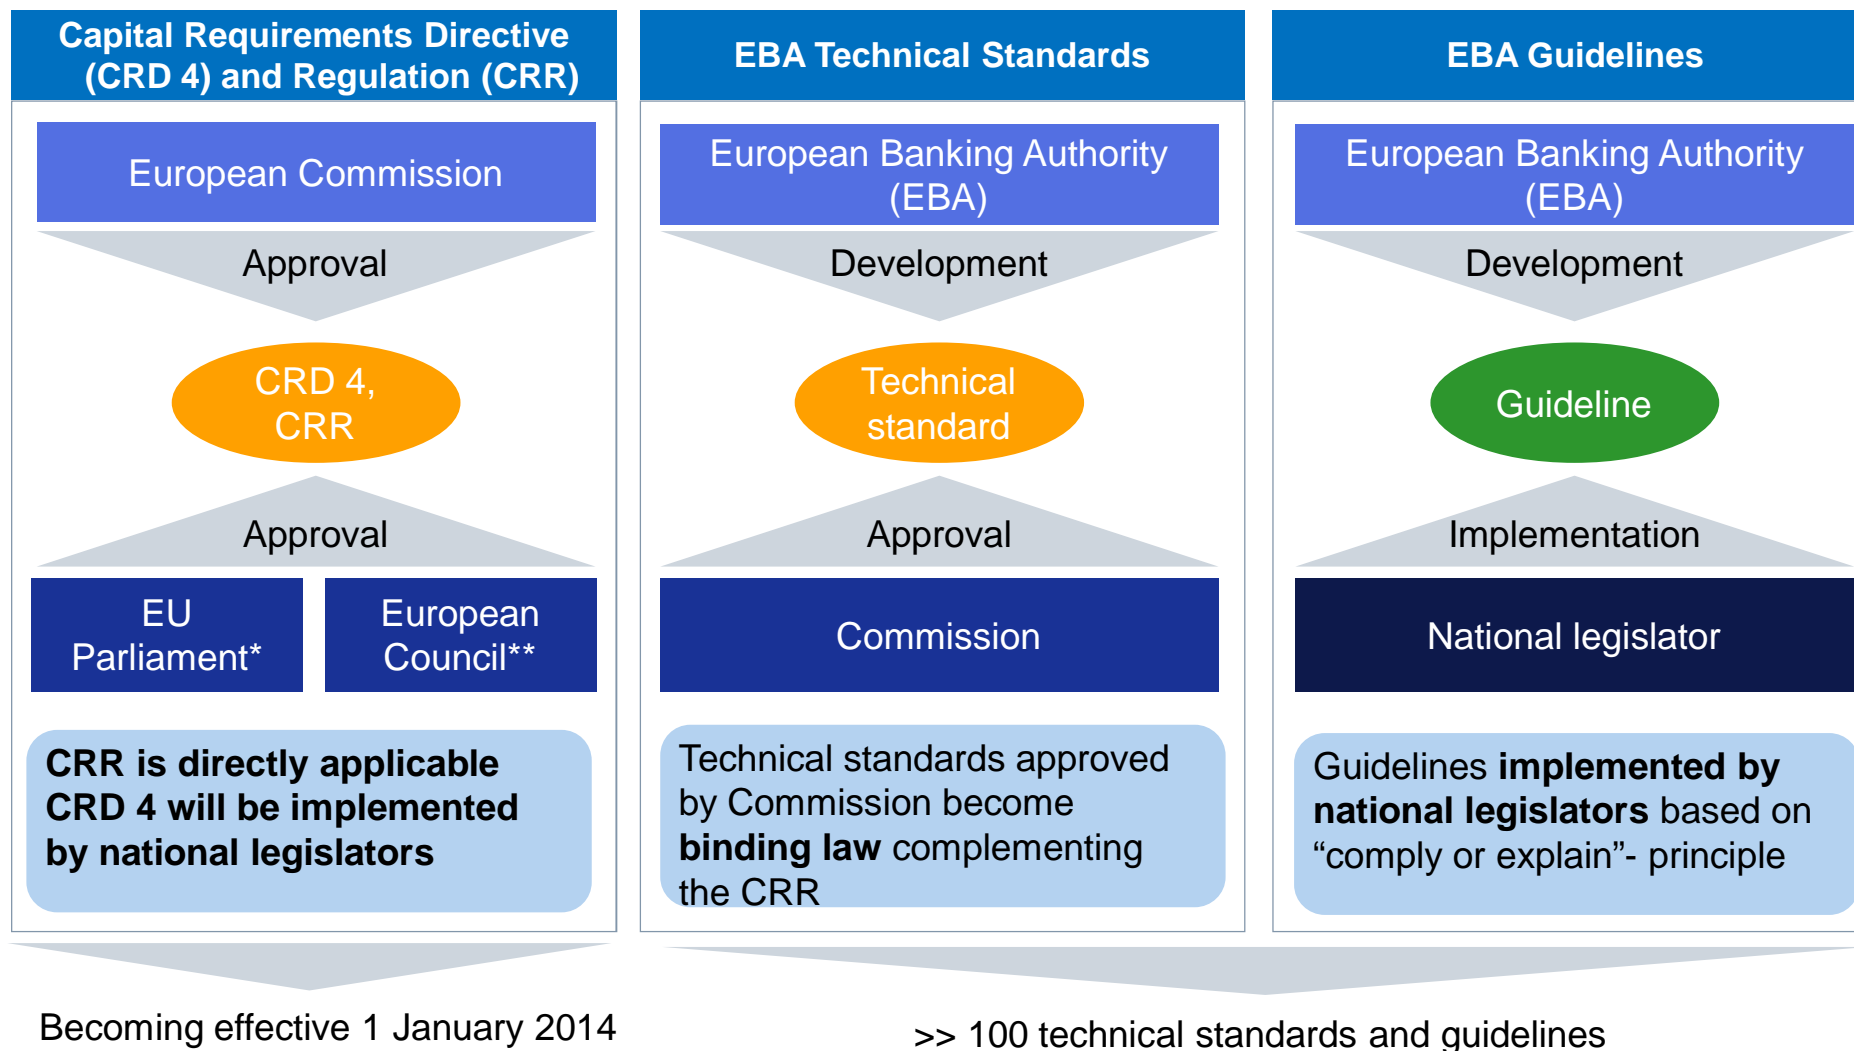 Capital Requirements Directive
(CRD 4) and Regulation (CRR)
European Commission
Approval
CRD 4,
CRR
Approval
EU
Parliament*
European
Council**
CRR is directly applicable
CRD 4 will be implemented
by national legislators
Becoming effective 1 January 2014
EBA Technical Standards
European Banking Authority
(EBA)
Development
Technical
standard
Approval
Commission
Technical standards approved
by Commission become
binding law complementing
the CRR
EBA Guidelines
European Banking Authority
(EBA)
Development
Guideline
Implementation
National legislator
Guidelines implemented by
national legislators based on
“comply or explain”- principle
>> 100 technical standards and guidelines